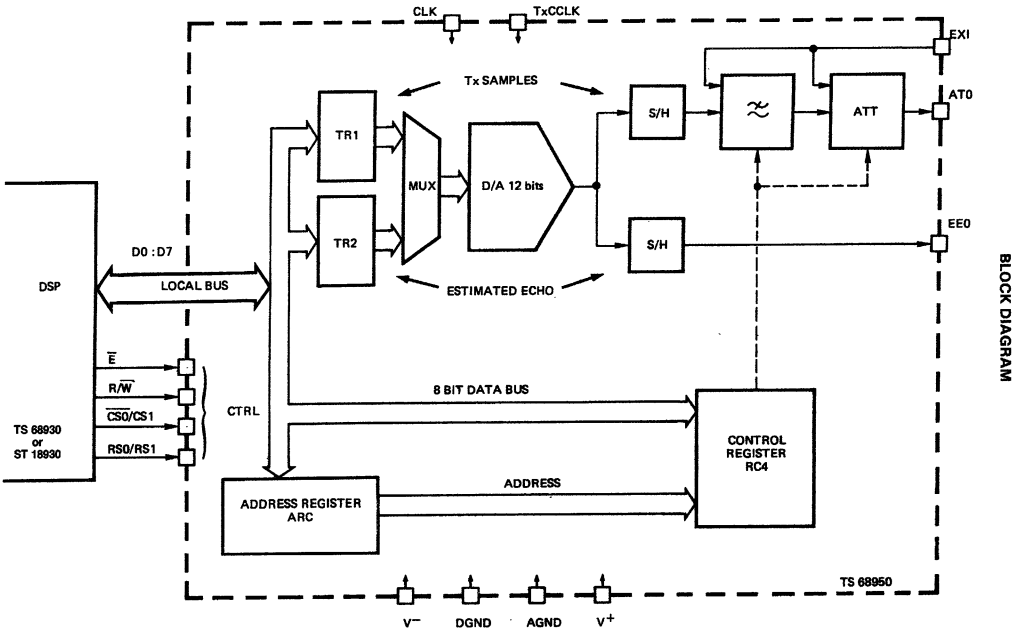 CLK
TxCCLK
EXI
Tx SAMPLES
AT0
TR1
S/H
≈
ATT
MUX
D/A 12 bits
TR2
S/H
EE0
D0 : D7
DSP
LOCAL BUS
ESTIMATED ECHO
BLOCK DIAGRAM
E̅
R/W̅
8 BIT DATA BUS
C̅S̅0̅/CS1
CTRL
TS 68930
or
ST 18930
RS0/RS1
CONTROL
REGISTER
RC4
ADDRESS
ADDRESS REGISTER
ARC
TS 68950
V−
DGND
AGND
V+